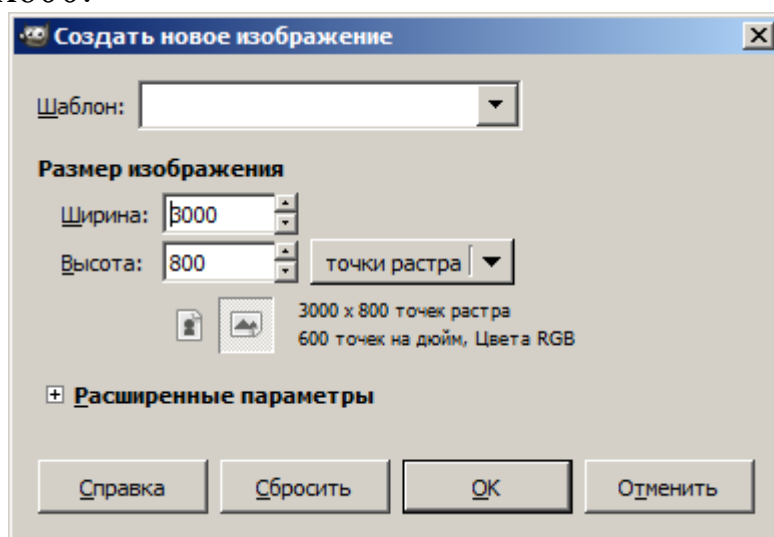 Создать новое изображение
Шаблон:
Размер изображения
Ширина: 3000
Высота: 800 точки растра
3000 x 800 точек растра
600 точек на дюйм, Цвета RGB
Расширенные параметры
Справка Сбросить OK Отменить